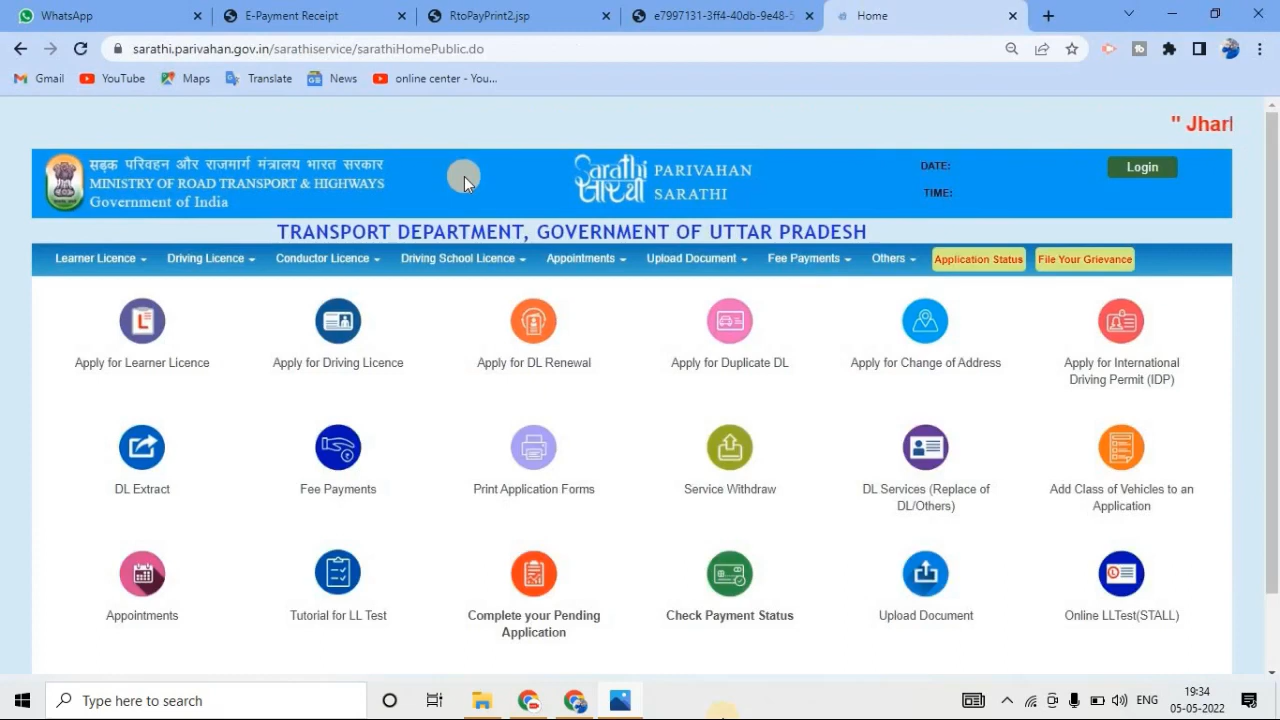 WhatsApp
E-Payment Receipt
RtoPayPrint2.jsp
e7997131-3ff4-40db-9e48-5
Home
sarathi.parivahan.gov.in/sarathiservice/sarathiHomePublic.do
Gmail
YouTube
Maps
Translate
News
online center - You...
" Jharl
सड़क परिवहन और राजमार्ग मंत्रालय भारत सरकार
MINISTRY OF ROAD TRANSPORT & HIGHWAYS
Government of India
Sarathi
सारथी
PARIVAHAN
SARATHI
DATE:
TIME:
Login
TRANSPORT DEPARTMENT, GOVERNMENT OF UTTAR PRADESH
Learner Licence
Driving Licence
Conductor Licence
Driving School Licence
Appointments
Upload Document
Fee Payments
Others
Application Status
File Your Grievance
Apply for Learner Licence
Apply for Driving Licence
Apply for DL Renewal
Apply for Duplicate DL
Apply for Change of Address
Apply for International
Driving Permit (IDP)
DL Extract
Fee Payments
Print Application Forms
Service Withdraw
DL Services (Replace of
DL/Others)
Add Class of Vehicles to an
Application
Appointments
Tutorial for LL Test
Complete your Pending
Application
Check Payment Status
Upload Document
Online LLTest(STALL)
Type here to search
ENG
19:34
05-05-2022